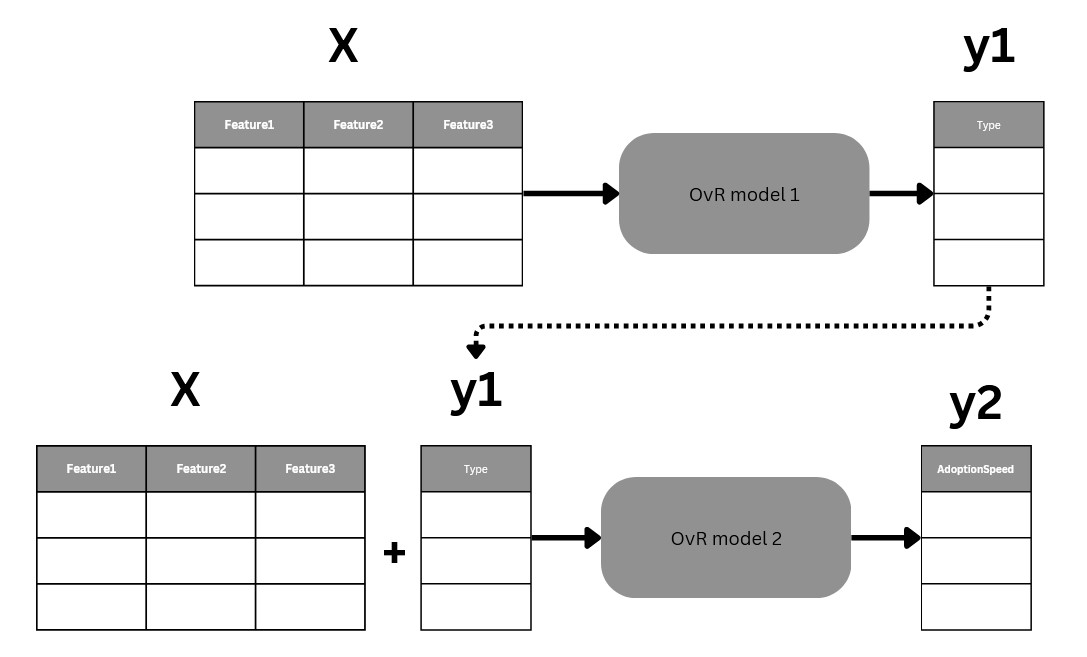 X
y1
Feature1 Feature2 Feature3
Type
OvR model 1
X
y1
y2
Feature1 Feature2 Feature3
Type
AdoptionSpeed
+
OvR model 2